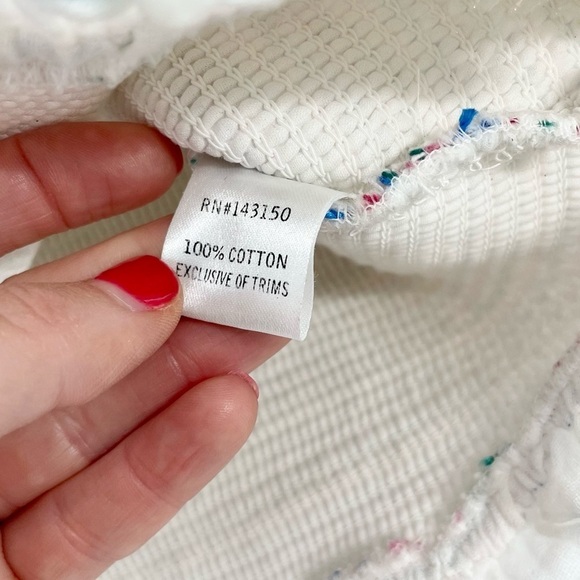 RN#143150
100% COTTON
EXCLUSIVE OF TRIMS